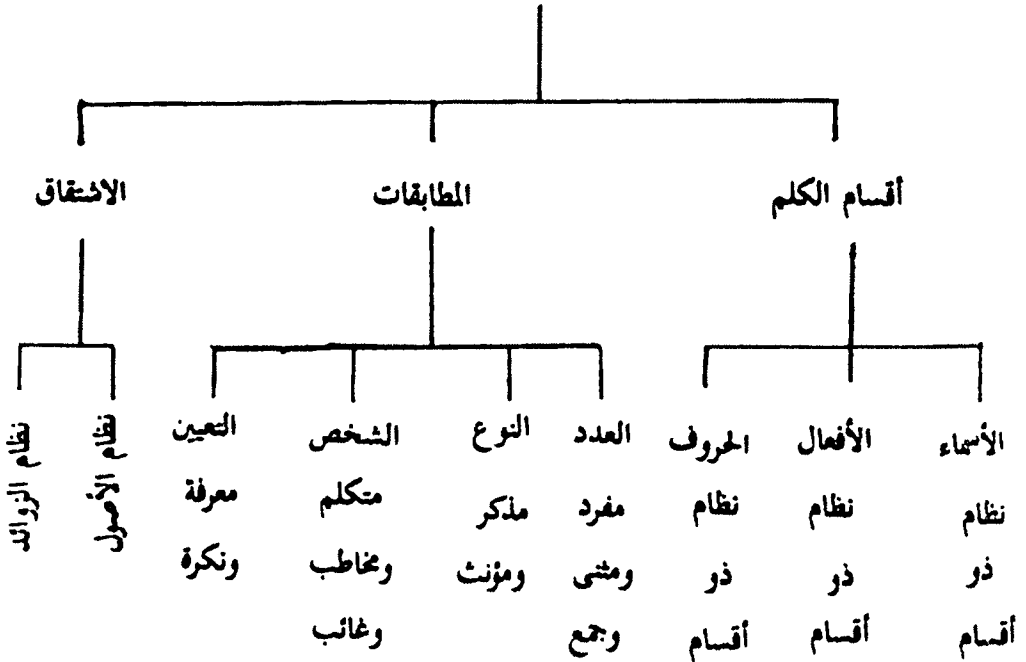 أقسام الكلم
المطابقات
الاشتقاق
الأسماء
نظام
ذو
أقسام
الأفعال
نظام
ذو
أقسام
الحروف
نظام
ذو
أقسام
العدد
مفرد
ومثنى
وجمع
النوع
مذكر
ومؤنث
الشخص
متكلم
ومخاطب
وغائب
التعيين
معرفة
ونكرة
نظام الأصول
نظام الزوائد